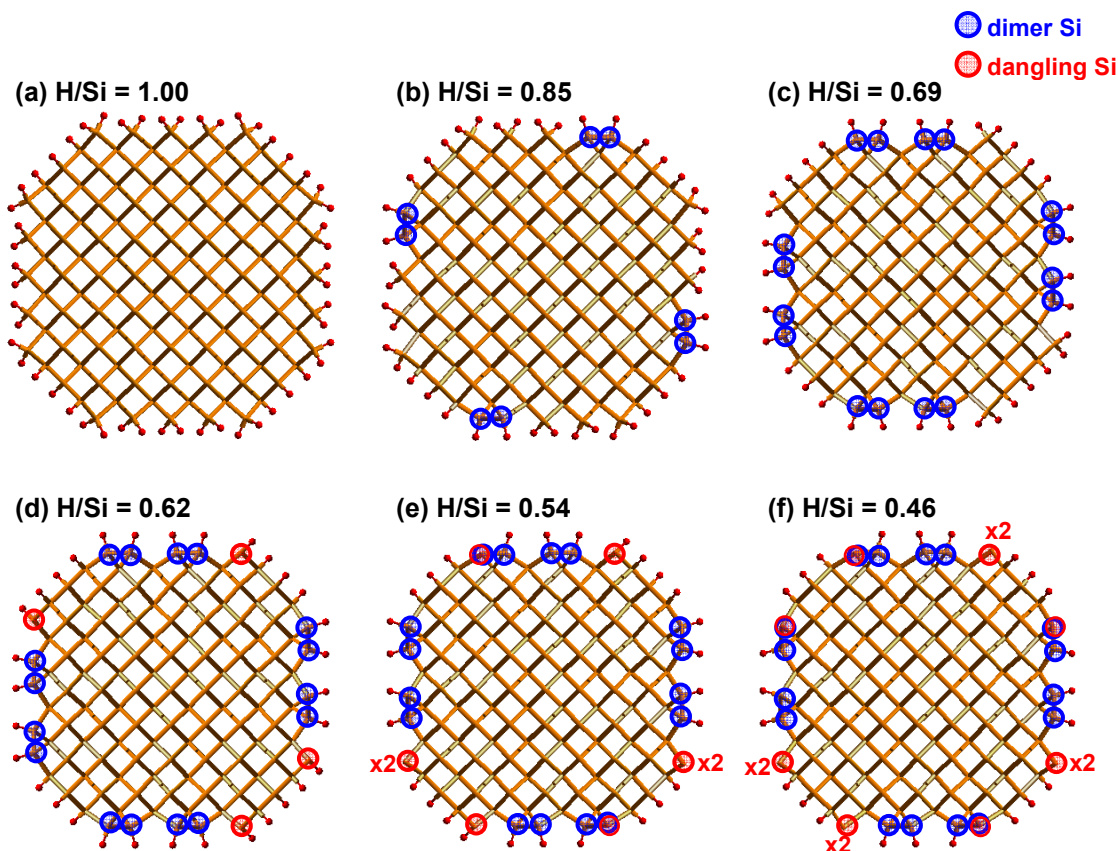 dimer Si
dangling Si
(a) H/Si = 1.00
(b) H/Si = 0.85
(c) H/Si = 0.69
(d) H/Si = 0.62
(e) H/Si = 0.54
(f) H/Si = 0.46
x2
x2
x2
x2
x2
x2